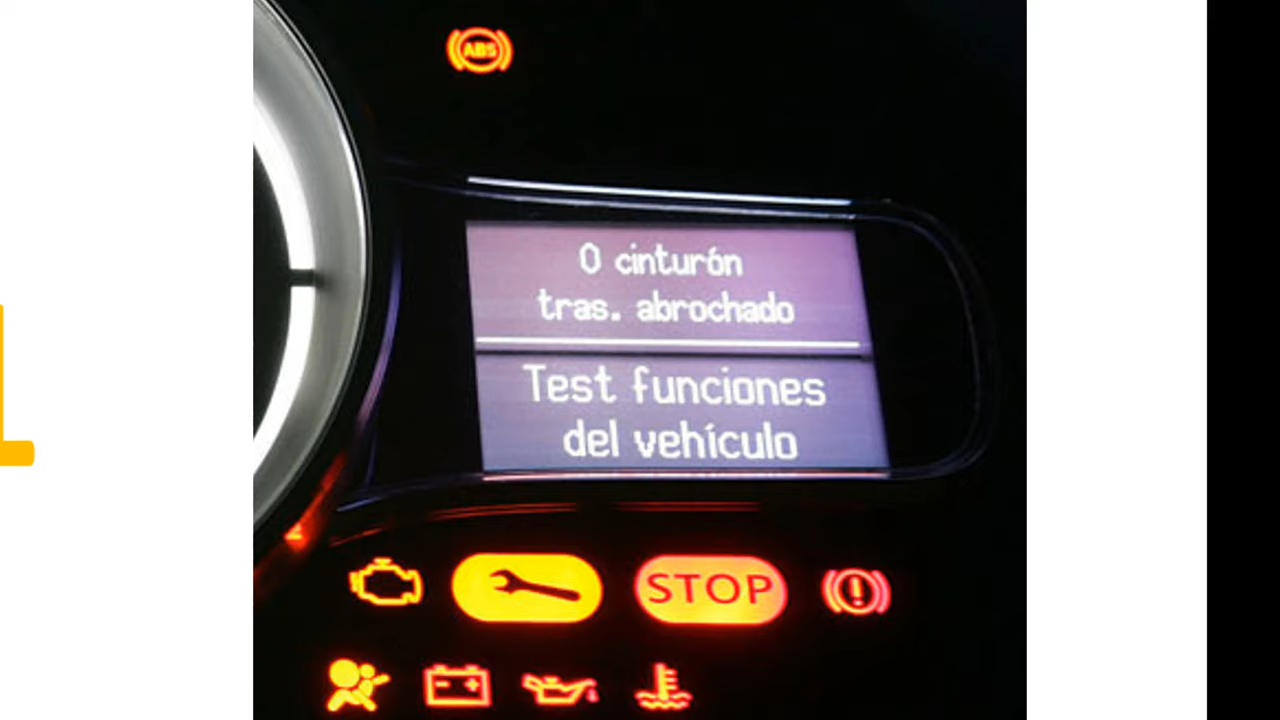 ABS
0 cinturón
tras. abrochado
Test funciones
del vehículo
STOP